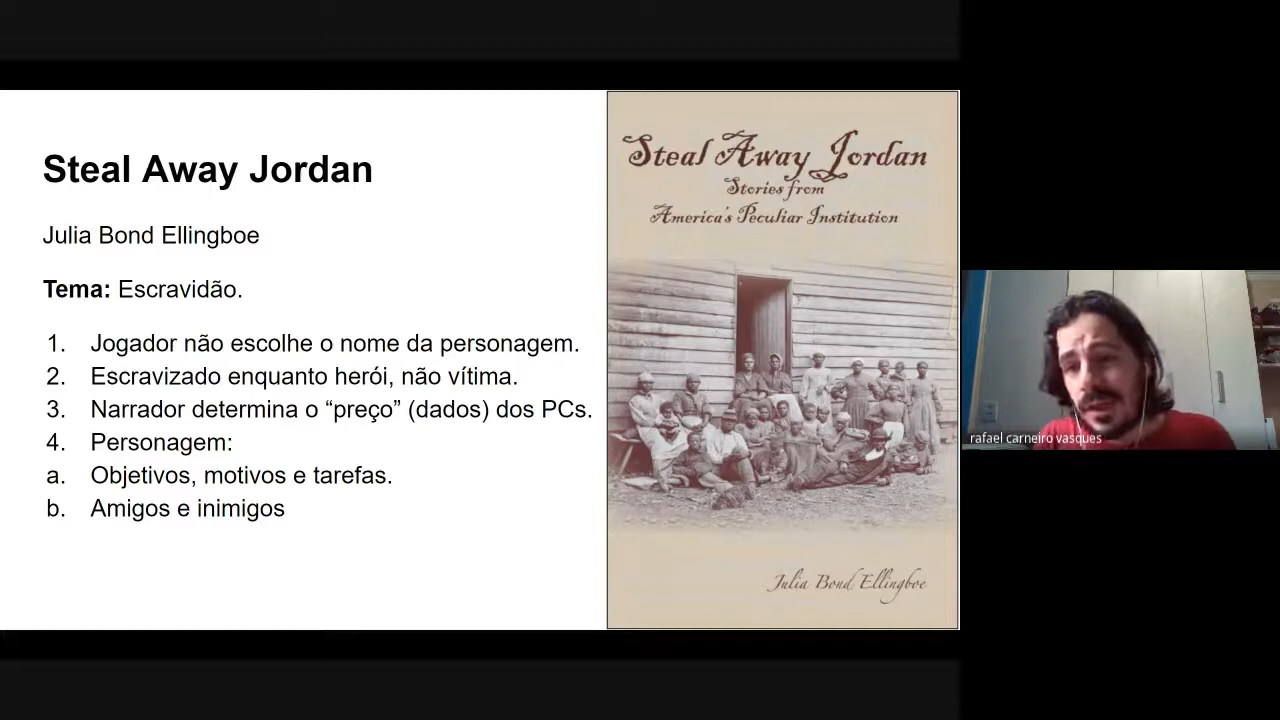 Steal Away Jordan
Julia Bond Ellingboe
Tema: Escravidão.
1. Jogador não escolhe o nome da personagem.
2. Escravizado enquanto herói, não vítima.
3. Narrador determina o “preço” (dados) dos PCs.
4. Personagem:
a. Objetivos, motivos e tarefas.
b. Amigos e inimigos
Steal Away Jordan
Stories from
America's Peculiar Institution
Julia Bond Ellingboe
rafael carneiro vasques